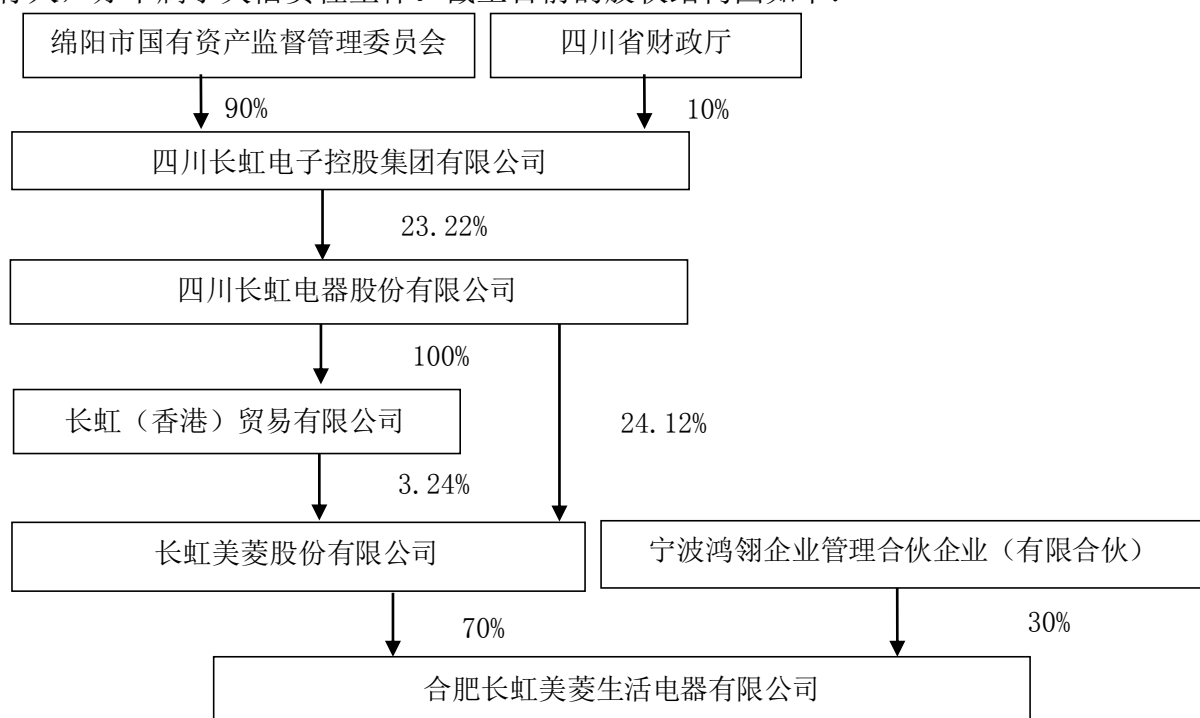 绵阳市国有资产监督管理委员会
四川省财政厅
90%
10%
四川长虹电子控股集团有限公司
23.22%
四川长虹电器股份有限公司
100%
长虹（香港）贸易有限公司
24.12%
3.24%
长虹美菱股份有限公司
宁波鸿翎企业管理合伙企业（有限合伙）
70%
30%
合肥长虹美菱生活电器有限公司